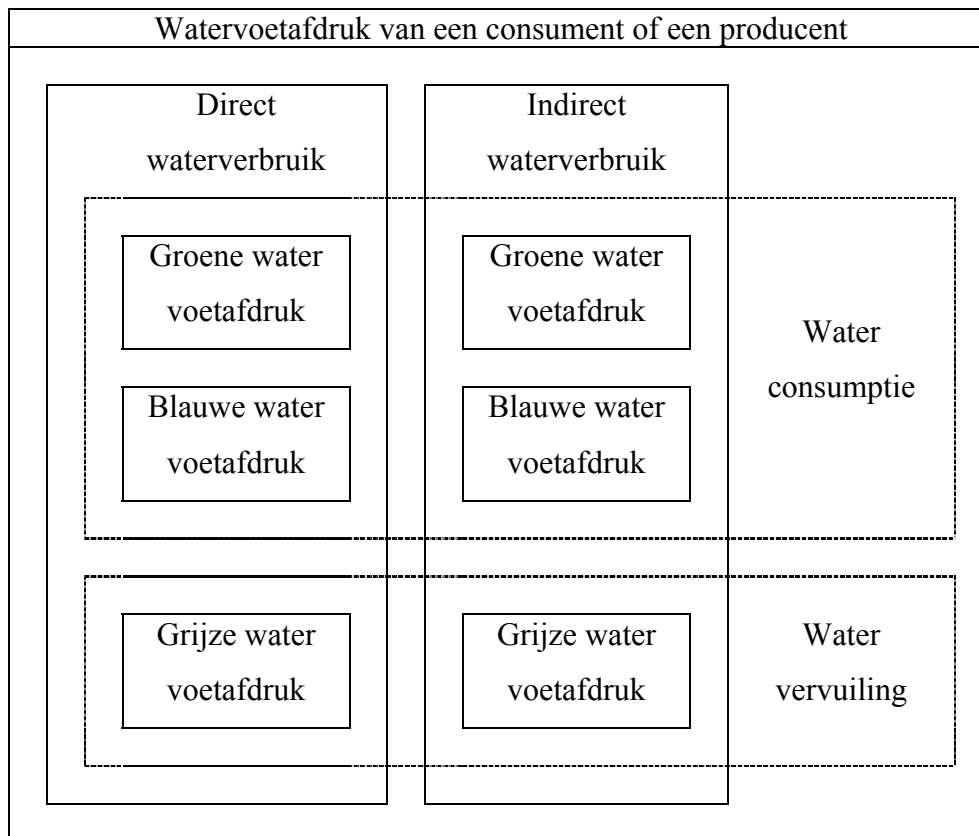 Watervoetafdruk van een consument of een producent
Direct
waterverbruik
Indirect
waterverbruik
Groene water
voetafdruk
Groene water
voetafdruk
Water
consumptie
Blauwe water
voetafdruk
Blauwe water
voetafdruk
Grijze water
voetafdruk
Grijze water
voetafdruk
Water
vervuiling